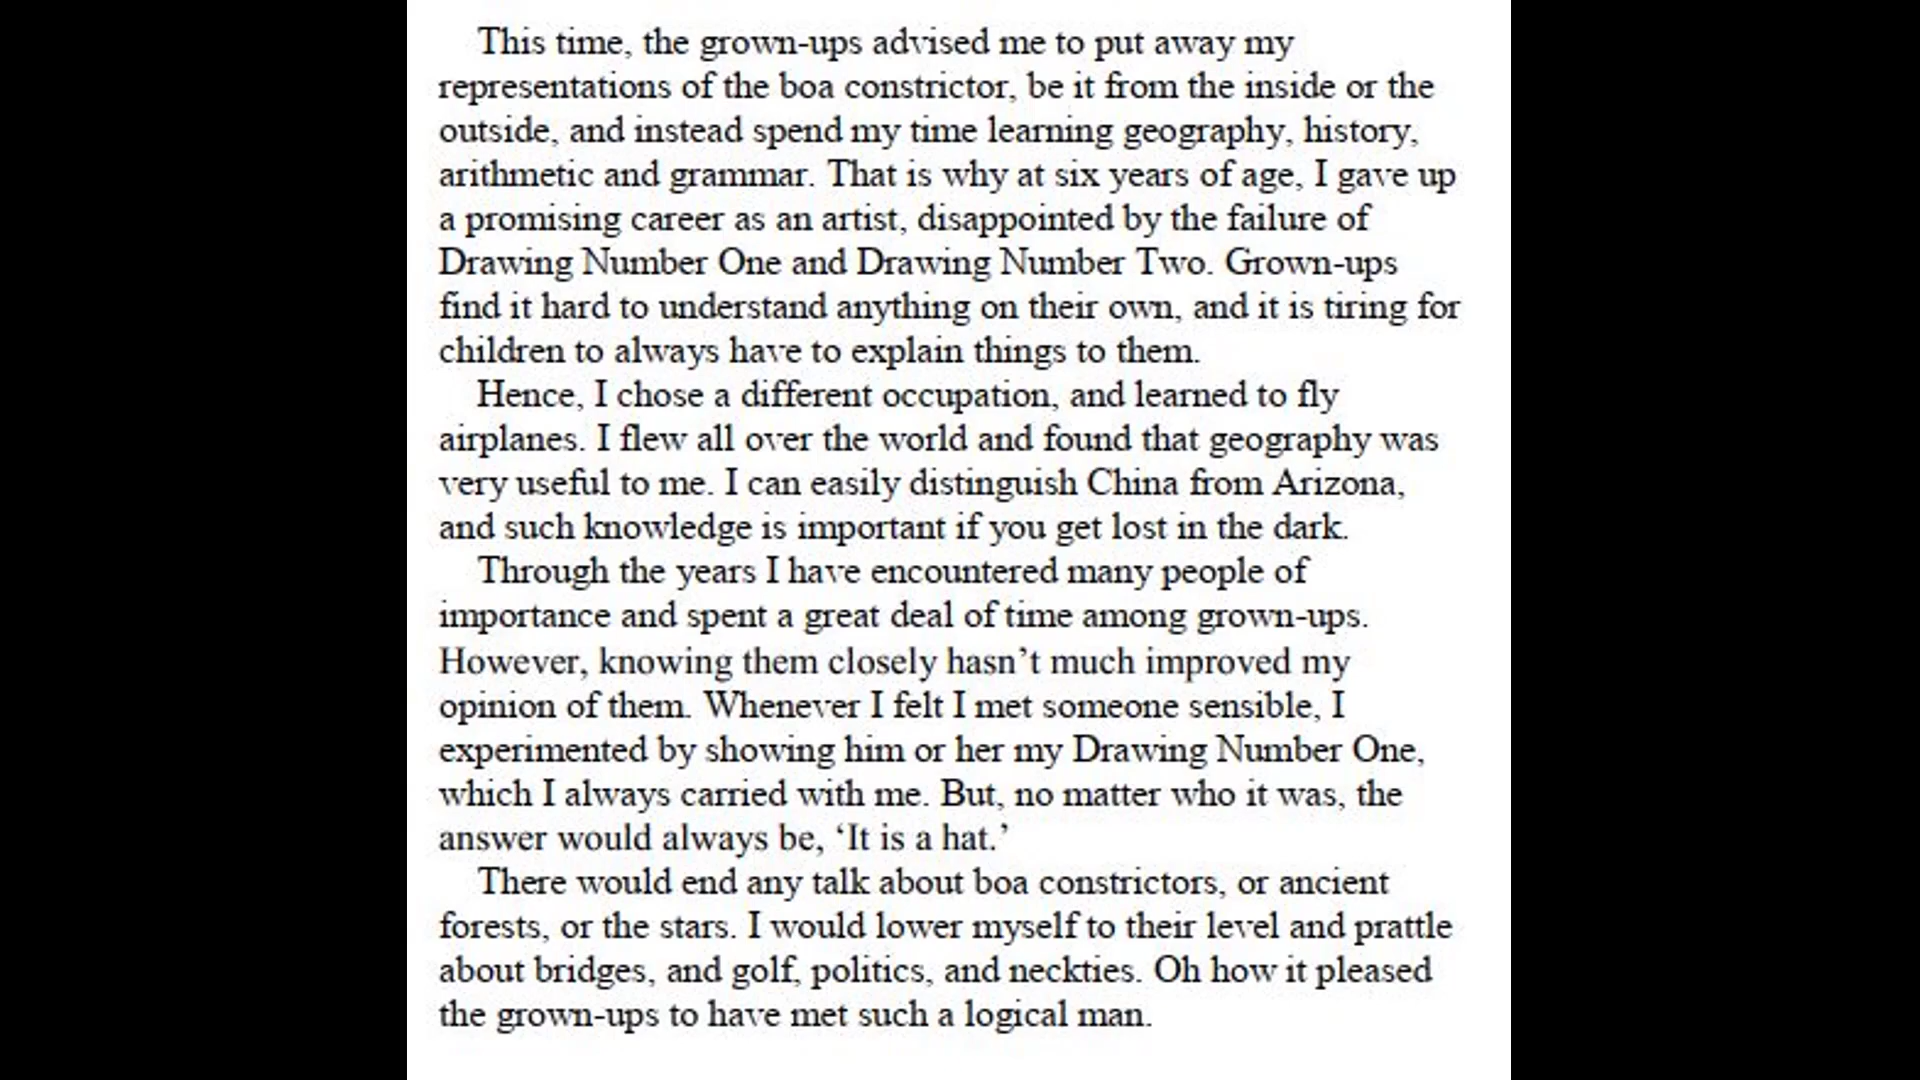 This time, the grown-ups advised me to put away my
representations of the boa constrictor, be it from the inside or the
outside, and instead spend my time learning geography, history,
arithmetic and grammar. That is why at six years of age, I gave up
a promising career as an artist, disappointed by the failure of
Drawing Number One and Drawing Number Two. Grown-ups
find it hard to understand anything on their own, and it is tiring for
children to always have to explain things to them.
Hence, I chose a different occupation, and learned to fly
airplanes. I flew all over the world and found that geography was
very useful to me. I can easily distinguish China from Arizona,
and such knowledge is important if you get lost in the dark.
Through the years I have encountered many people of
importance and spent a great deal of time among grown-ups.
However, knowing them closely hasn’t much improved my
opinion of them. Whenever I felt I met someone sensible, I
experimented by showing him or her my Drawing Number One,
which I always carried with me. But, no matter who it was, the
answer would always be, ‘It is a hat.’
There would end any talk about boa constrictors, or ancient
forests, or the stars. I would lower myself to their level and prattle
about bridges, and golf, politics, and neckties. Oh how it pleased
the grown-ups to have met such a logical man.